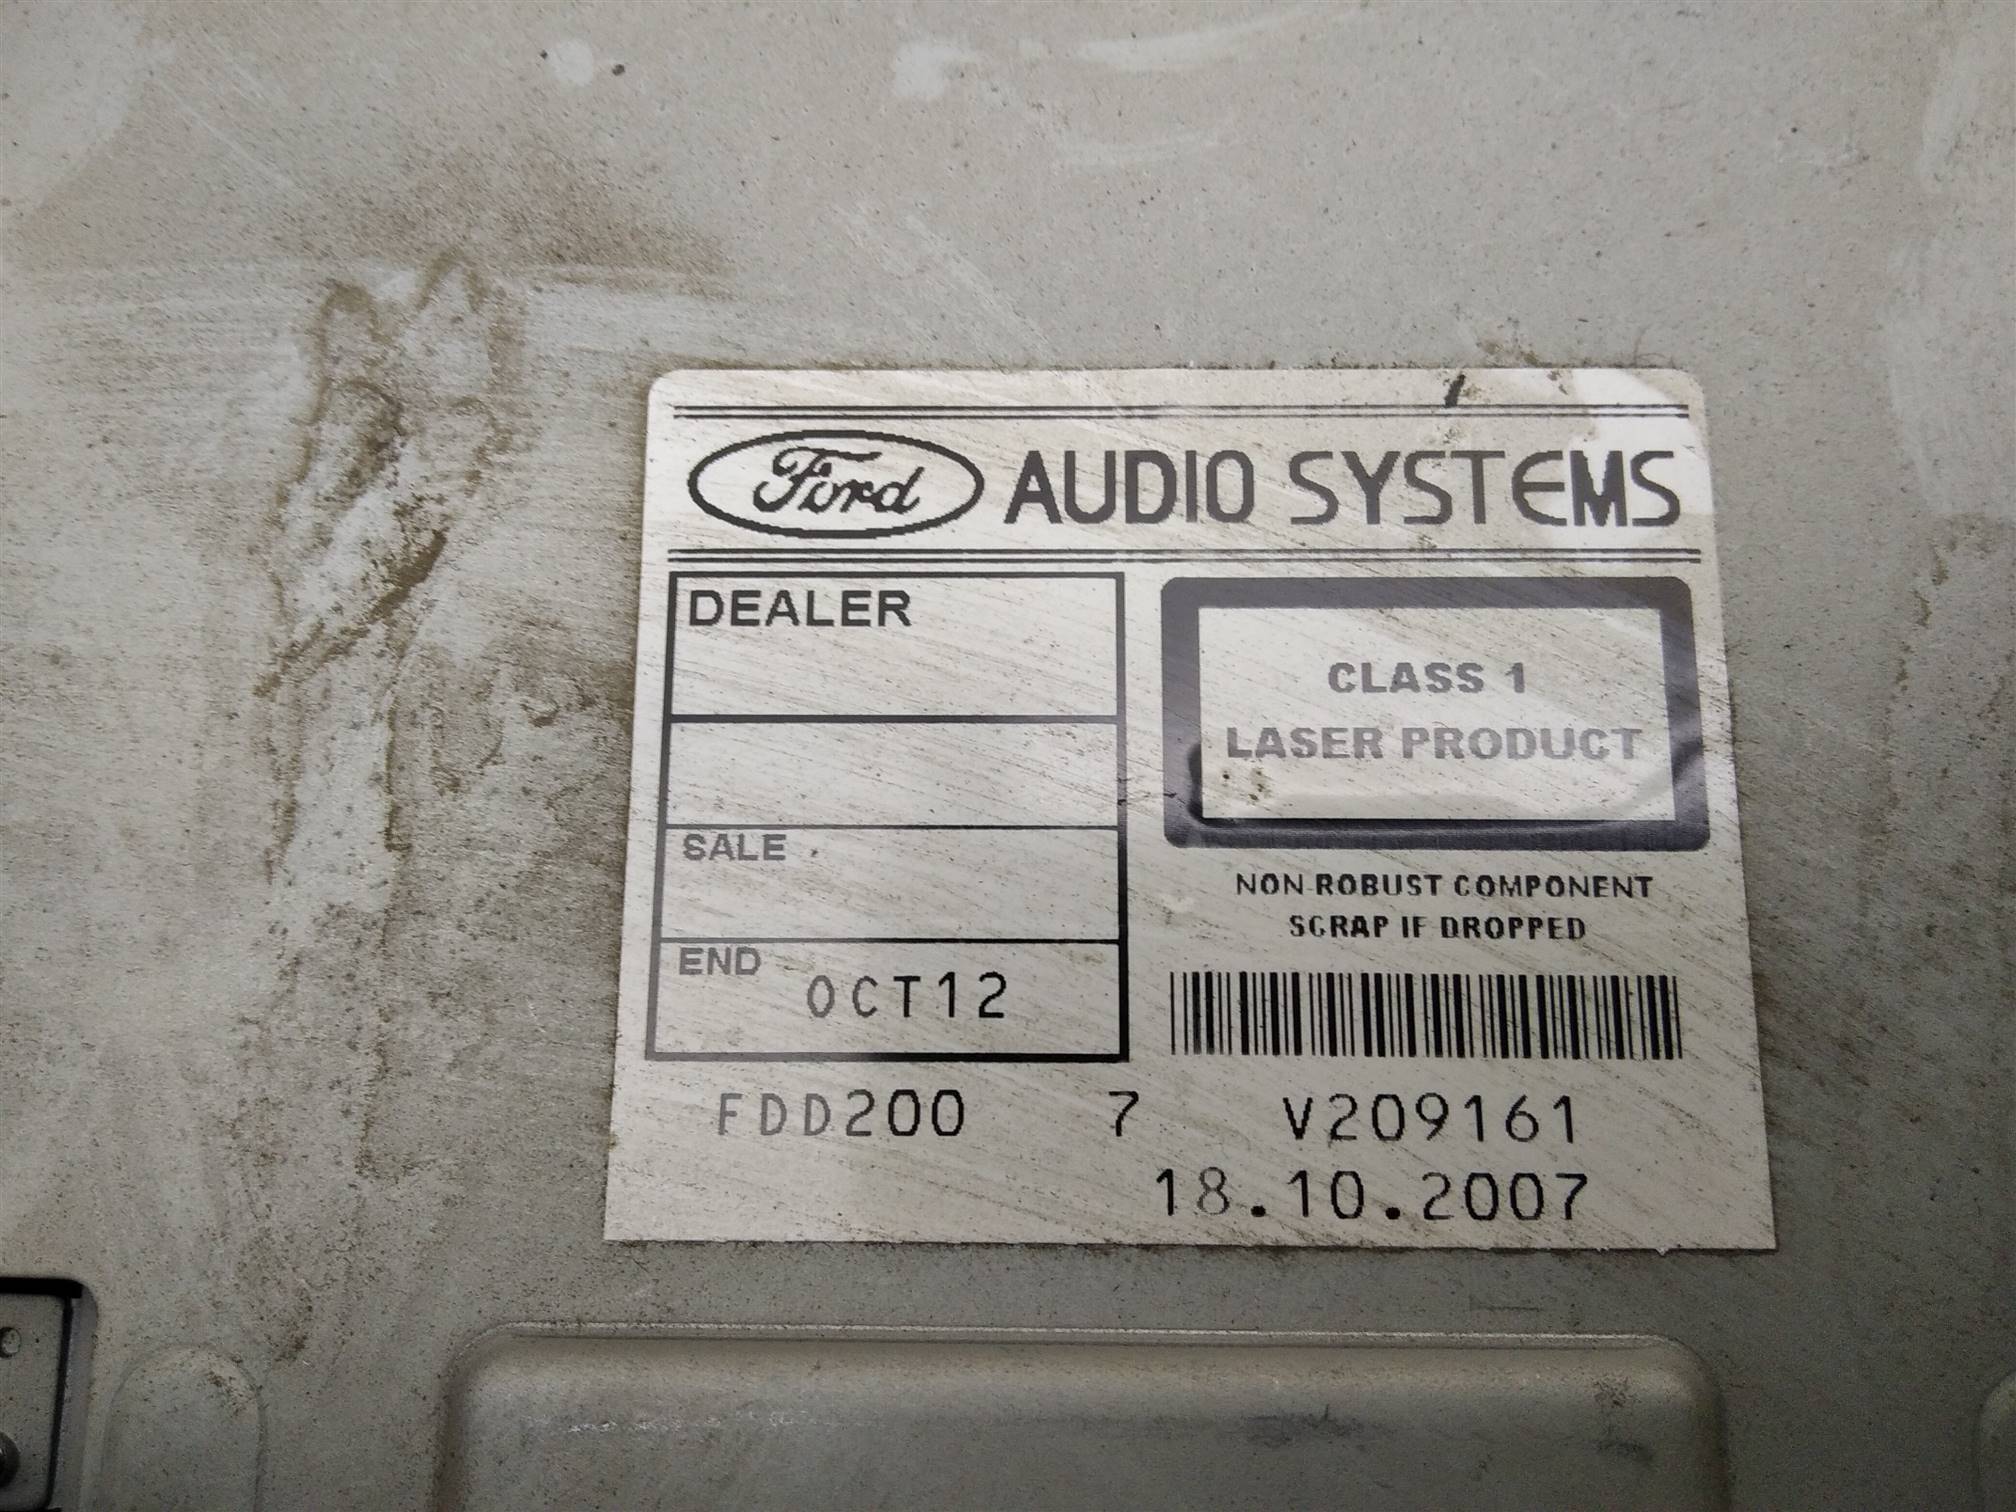 Ford AUDIO SYSTEMS
DEALER
SALE
END OCT12
CLASS 1
LASER PRODUCT
NON-ROBUST COMPONENT
SCRAP IF DROPPED
FDD200 7 V209161
18.10.2007